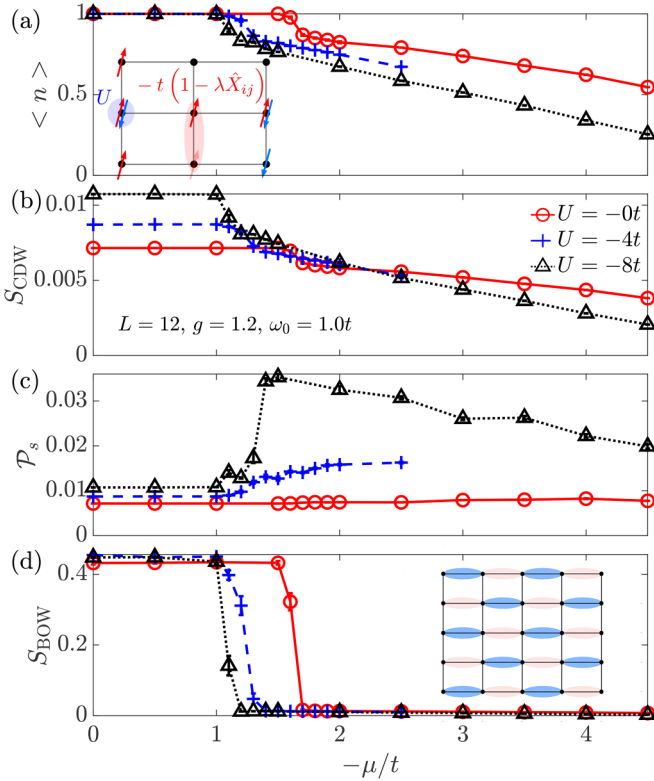 (a)
1
0.5
0
< n >
U
− t (1 − λX̂ij)
(b)
0.01
0.005
0
SCDW
U = −0t
U = −4t
U = −8t
L = 12, g = 1.2, ω0 = 1.0t
(c)
0.03
0.02
0.01
0
Ps
(d)
0.4
0.2
0
SBOW
0 1 2 3 4
−μ/t